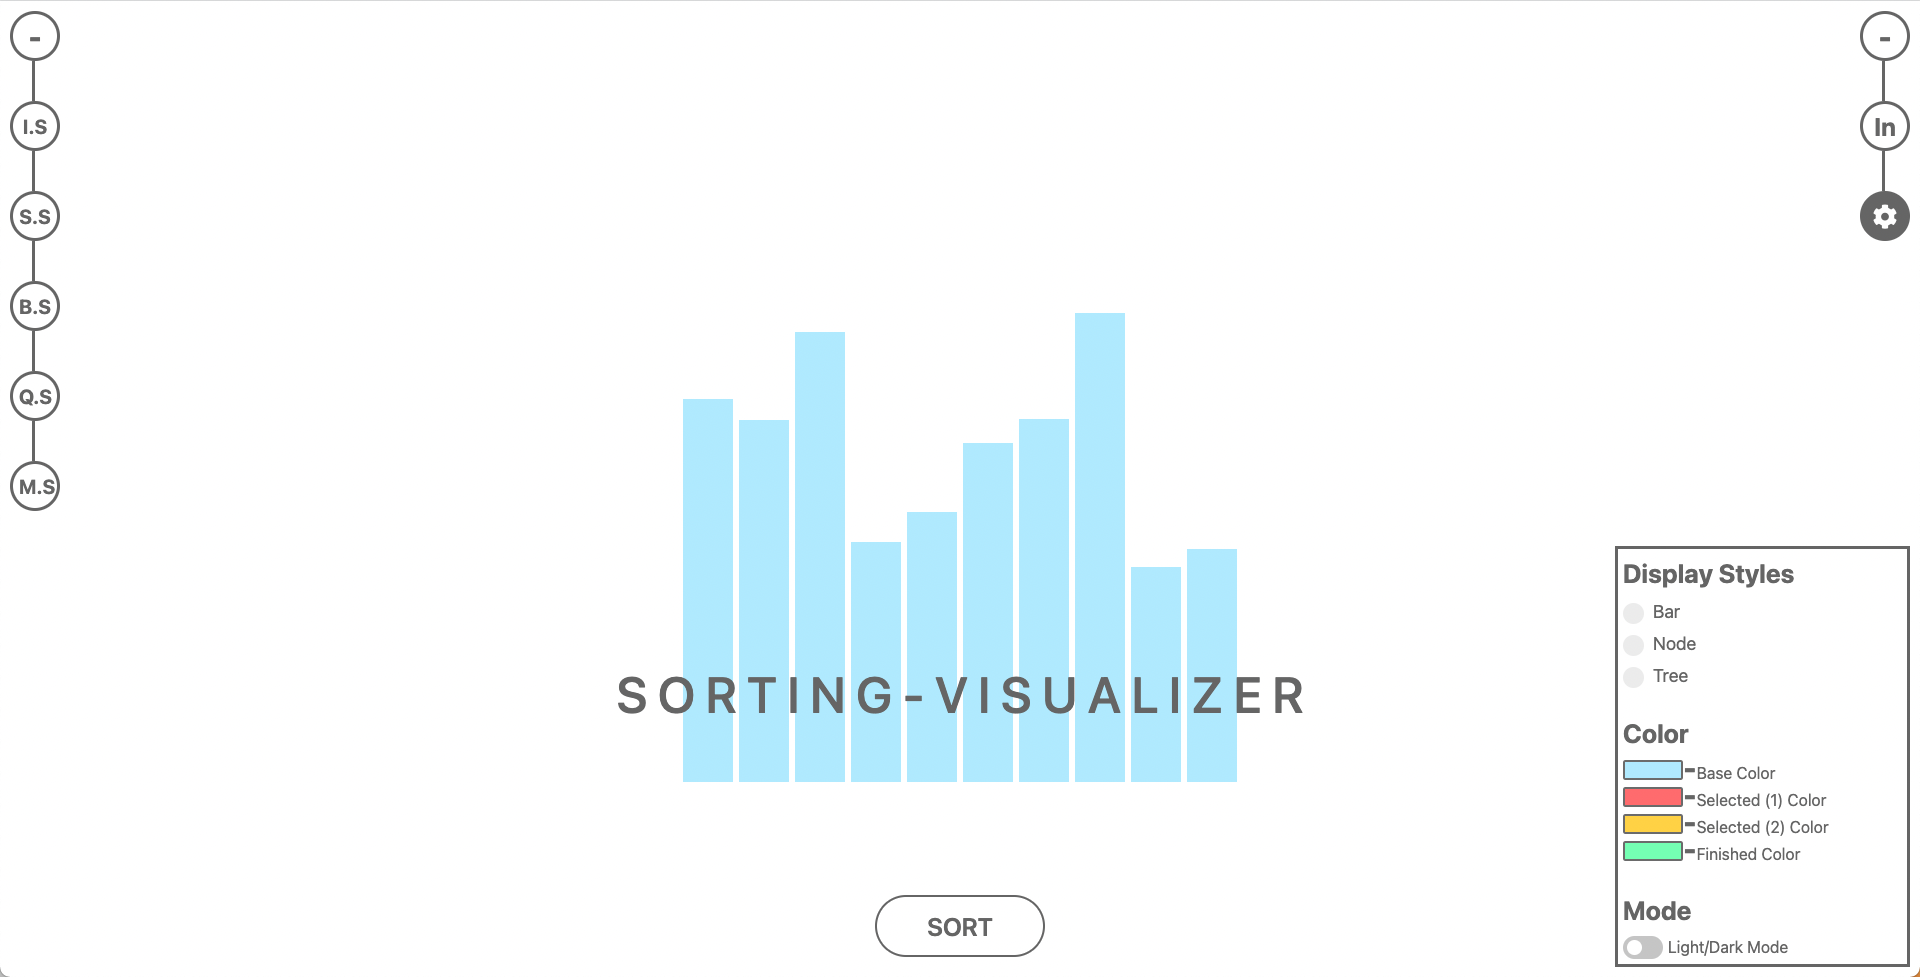 -
I.S
S.S
B.S
Q.S
M.S
-
In
SORTING-VISUALIZER
SORT
Display Styles
Bar
Node
Tree
Color
Base Color
Selected (1) Color
Selected (2) Color
Finished Color
Mode
Light/Dark Mode